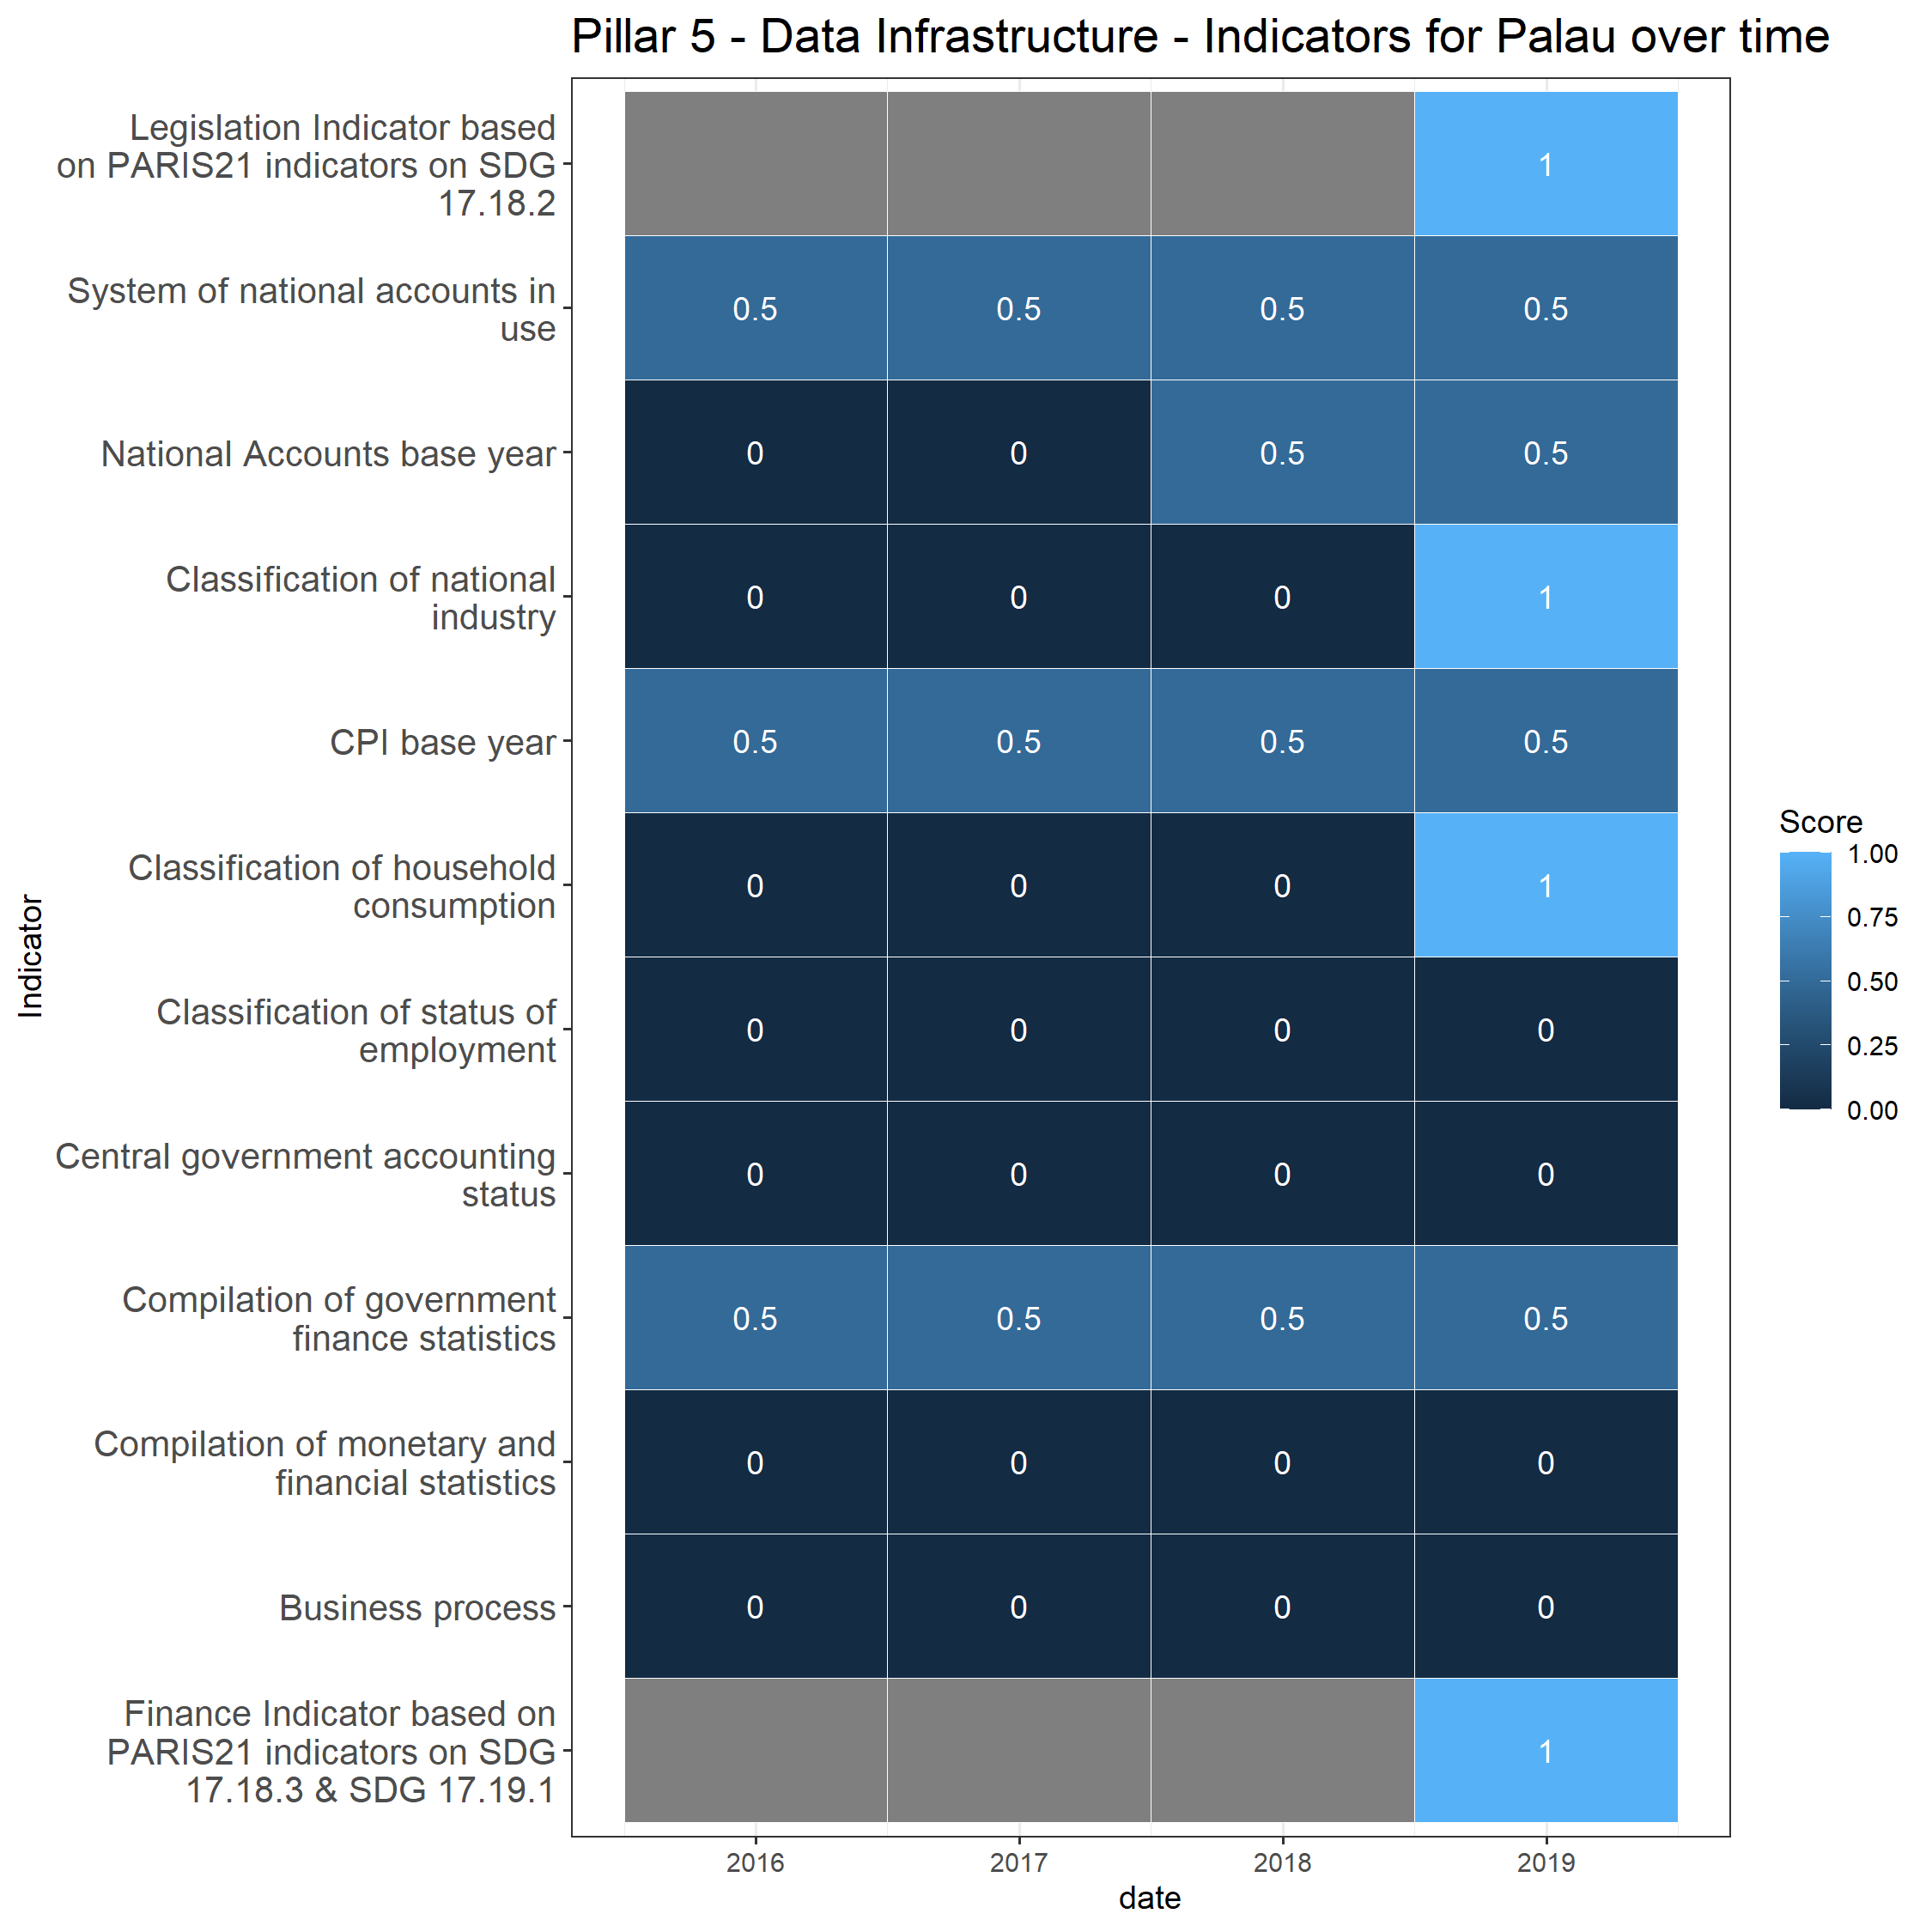 Pillar 5 - Data Infrastructure - Indicators for Palau over time
Indicator
Legislation Indicator based
on PARIS21 indicators on SDG
17.18.2
1
System of national accounts in
use
0.5 0.5 0.5 0.5
National Accounts base year
0 0 0.5 0.5
Classification of national
industry
0 0 0 1
CPI base year
0.5 0.5 0.5 0.5
Classification of household
consumption
0 0 0 1
Classification of status of
employment
0 0 0 0
Central government accounting
status
0 0 0 0
Compilation of government
finance statistics
0.5 0.5 0.5 0.5
Compilation of monetary and
financial statistics
0 0 0 0
Business process
0 0 0 0
Finance Indicator based on
PARIS21 indicators on SDG
17.18.3 & SDG 17.19.1
1
2016 2017 2018 2019
date
Score
1.00
0.75
0.50
0.25
0.00